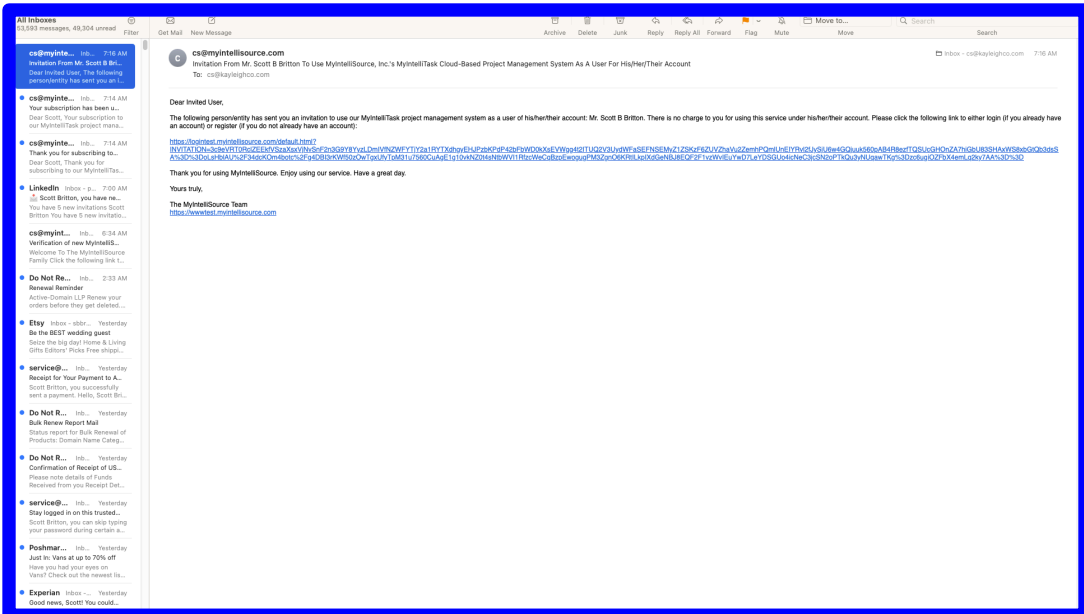 All Inboxes
53,593 messages, 49,304 unread
Filter
Get Mail
New Message
Archive
Delete
Junk
Reply
Reply All
Forward
Flag
Mute
Move to...
Move
Search
Search
cs@myinte... Inb... 7:16 AM
Invitation From Mr. Scott B Bri...
Dear Invited User, The following
person/entity has sent you an i...
cs@myinte... Inb... 7:14 AM
Your subscription has been u...
Dear Scott, Your subscription to
our MyIntelliTask project mana...
cs@myinte... Inb... 7:14 AM
Thank you for subscribing to...
Dear Scott, Thank you for
subscribing to our MyIntelliTas...
LinkedIn Inbox - p... 7:00 AM
Scott Britton, you have ne...
You have 5 new invitations Scott
Britton You have 5 new invitatio...
cs@myint... Inb... 6:34 AM
Verification of new MyIntelliS...
Welcome To The MyIntelliSource
Family Click the following link t...
Do Not Re... Inb... 2:33 AM
Renewal Reminder
Active-Domain LLP Renew your
orders before they get deleted....
Etsy Inbox - sbbr... Yesterday
Be the BEST wedding guest
Seize the big day! Home & Living
Gifts Editors' Picks Free shippi...
service@... Inb... Yesterday
Receipt for Your Payment to A...
Scott Britton, you successfully
sent a payment. Hello, Scott Bri...
Do Not R... Inb... Yesterday
Bulk Renew Report Mail
Status report for Bulk Renewal of
Products: Domain Name Categ...
Do Not R... Inb... Yesterday
Confirmation of Receipt of US...
Please note details of Funds
Received from you Receipt Det...
service@... Inb... Yesterday
Stay logged in on this trusted...
Scott Britton, you can skip typing
your password during certain a...
Poshmar... Inb... Yesterday
Just In: Vans at up to 70% off
Have you had your eyes on
Vans? Check out the newest lis...
Experian Inbox -... Yesterday
Good news, Scott! You could...
C
cs@myintellisource.com
Inbox - cs@kayleighco.com 7:16 AM
Invitation From Mr. Scott B Britton To Use MyIntelliSource, Inc.'s MyIntelliTask Cloud-Based Project Management System As A User For His/Her/Their Account
To: cs@kayleighco.com
Dear Invited User,
The following person/entity has sent you an invitation to use our MyIntelliTask project management system as a user of his/her/their account: Mr. Scott B Britton. There is no charge to you for using this service under his/her/their account. Please click the following link to either login (if you already have
an account) or register (if you do not already have an account):
https://logintest.myintellisource.com/default.html?
Thank you for using MyIntelliSource. Enjoy using our service. Have a great day.
Yours truly,
The MyIntelliSource Team
https://wwwtest.myintellisource.com